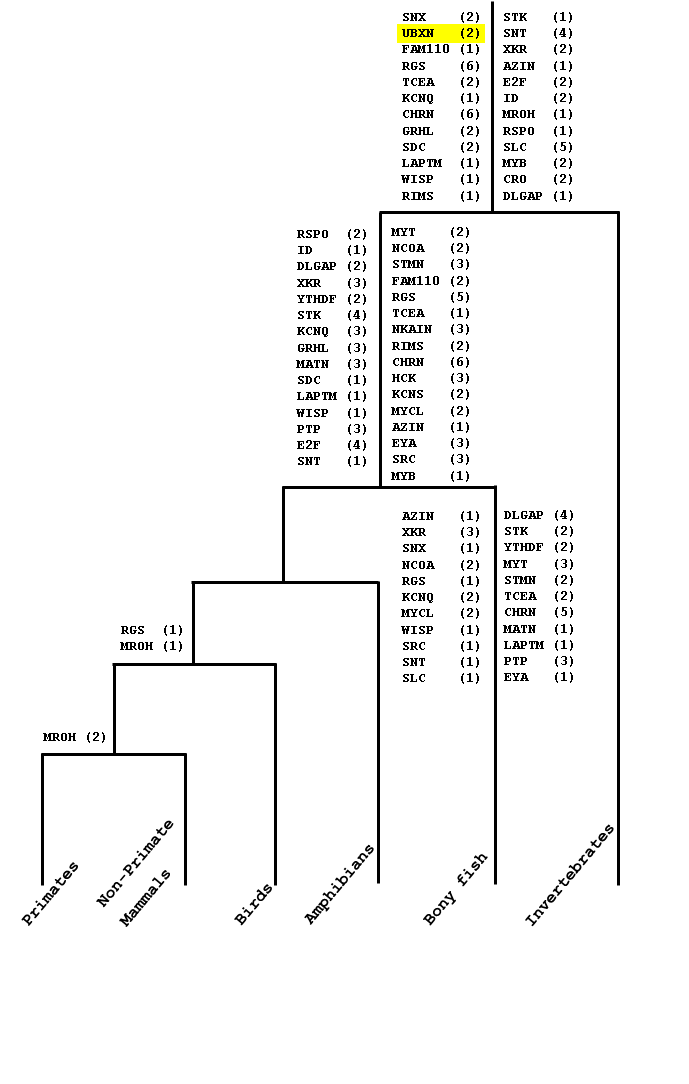 SNX (2) STK (1)
UBXN (2) SNT (4)
FAM110 (1) XKR (2)
RGS (6) AZIN (1)
TCEA (2) E2F (2)
KCNQ (1) ID (2)
CHRN (6) MROH (1)
GRHL (2) RSPO (1)
SDC (2) SLC (5)
LAPTM (1) MYB (2)
WISP (1) CRO (2)
RIMS (1) DLGAP (1)
RSPO (2) MYT (2)
ID (1) NCOA (2)
DLGAP (2) STMN (3)
XKR (3) FAM110 (2)
YTHDF (2) RGS (5)
STK (4) TCEA (1)
KCNQ (3) NKAIN (3)
GRHL (3) RIMS (2)
MATN (3) CHRN (6)
SDC (1) HCK (3)
LAPTM (1) KCNS (2)
WISP (1) MYCL (2)
PTP (3) AZIN (1)
E2F (4) EYA (3)
SNT (1) SRC (3)
MYB (1)
AZIN (1) DLGAP (4)
XKR (3) STK (2)
SNX (1) YTHDF (2)
NCOA (2) MYT (3)
RGS (1) STMN (2)
KCNQ (2) TCEA (2)
MYCL (2) CHRN (5)
WISP (1) MATN (1)
SRC (1) LAPTM (1)
SNT (1) PTP (3)
SLC (1) EYA (1)
RGS (1)
MROH (1)
MROH (2)
Primates
Non-Primate
Mammals
Birds
Amphibians
Bony fish
Invertebrates